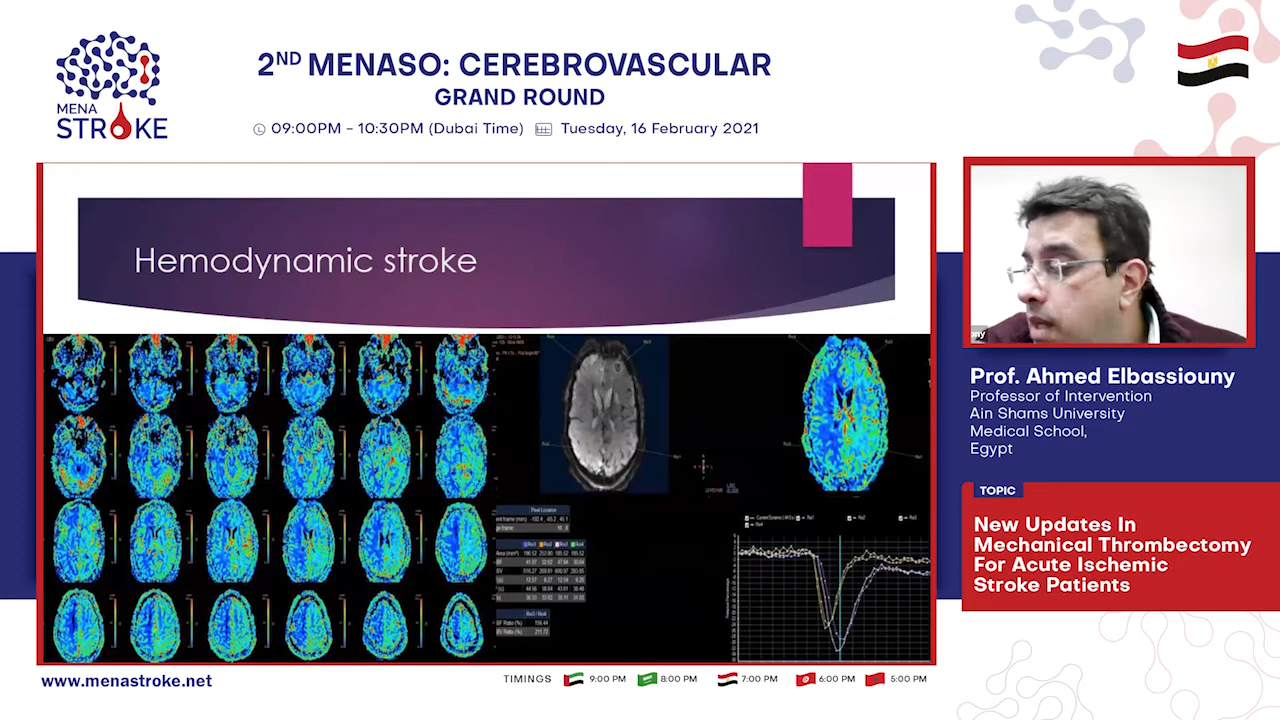 MENA
STROKE
2ND MENASO: CEREBROVASCULAR
GRAND ROUND
09:00PM - 10:30PM (Dubai Time) Tuesday, 16 February 2021
Hemodynamic stroke
ony
Prof. Ahmed Elbassiouny
Professor of Intervention
Ain Shams University
Medical School,
Egypt
TOPIC
New Updates In
Mechanical Thrombectomy
For Acute Ischemic
Stroke Patients
www.menastroke.net
TIMINGS 9:00 PM 8:00 PM 7:00 PM 6:00 PM 5:00 PM